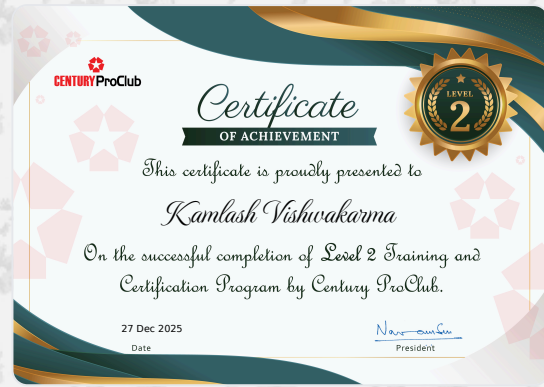 CENTURY ProClub
LEVEL
2
Certificate
OF ACHIEVEMENT
This certificate is proudly presented to
Kamlash Vishwakarma
On the successful completion of Level 2 Training and
Certification Program by Century ProClub.
27 Dec 2025
Date
President